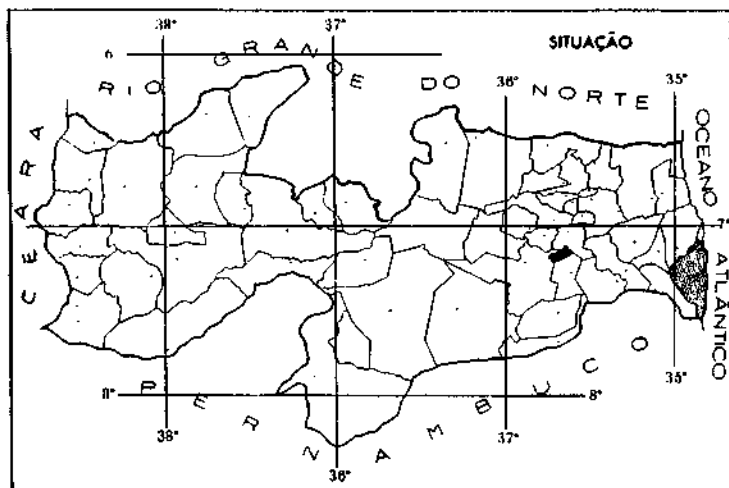 SITUAÇÃO
38° 37° 36° 35°
6
RIO GRANDE DO NORTE
CEARA
OCEANO ATLÂNTICO
7°
8° 8°
PERNAMBUCO
38° 36° 37° 35°